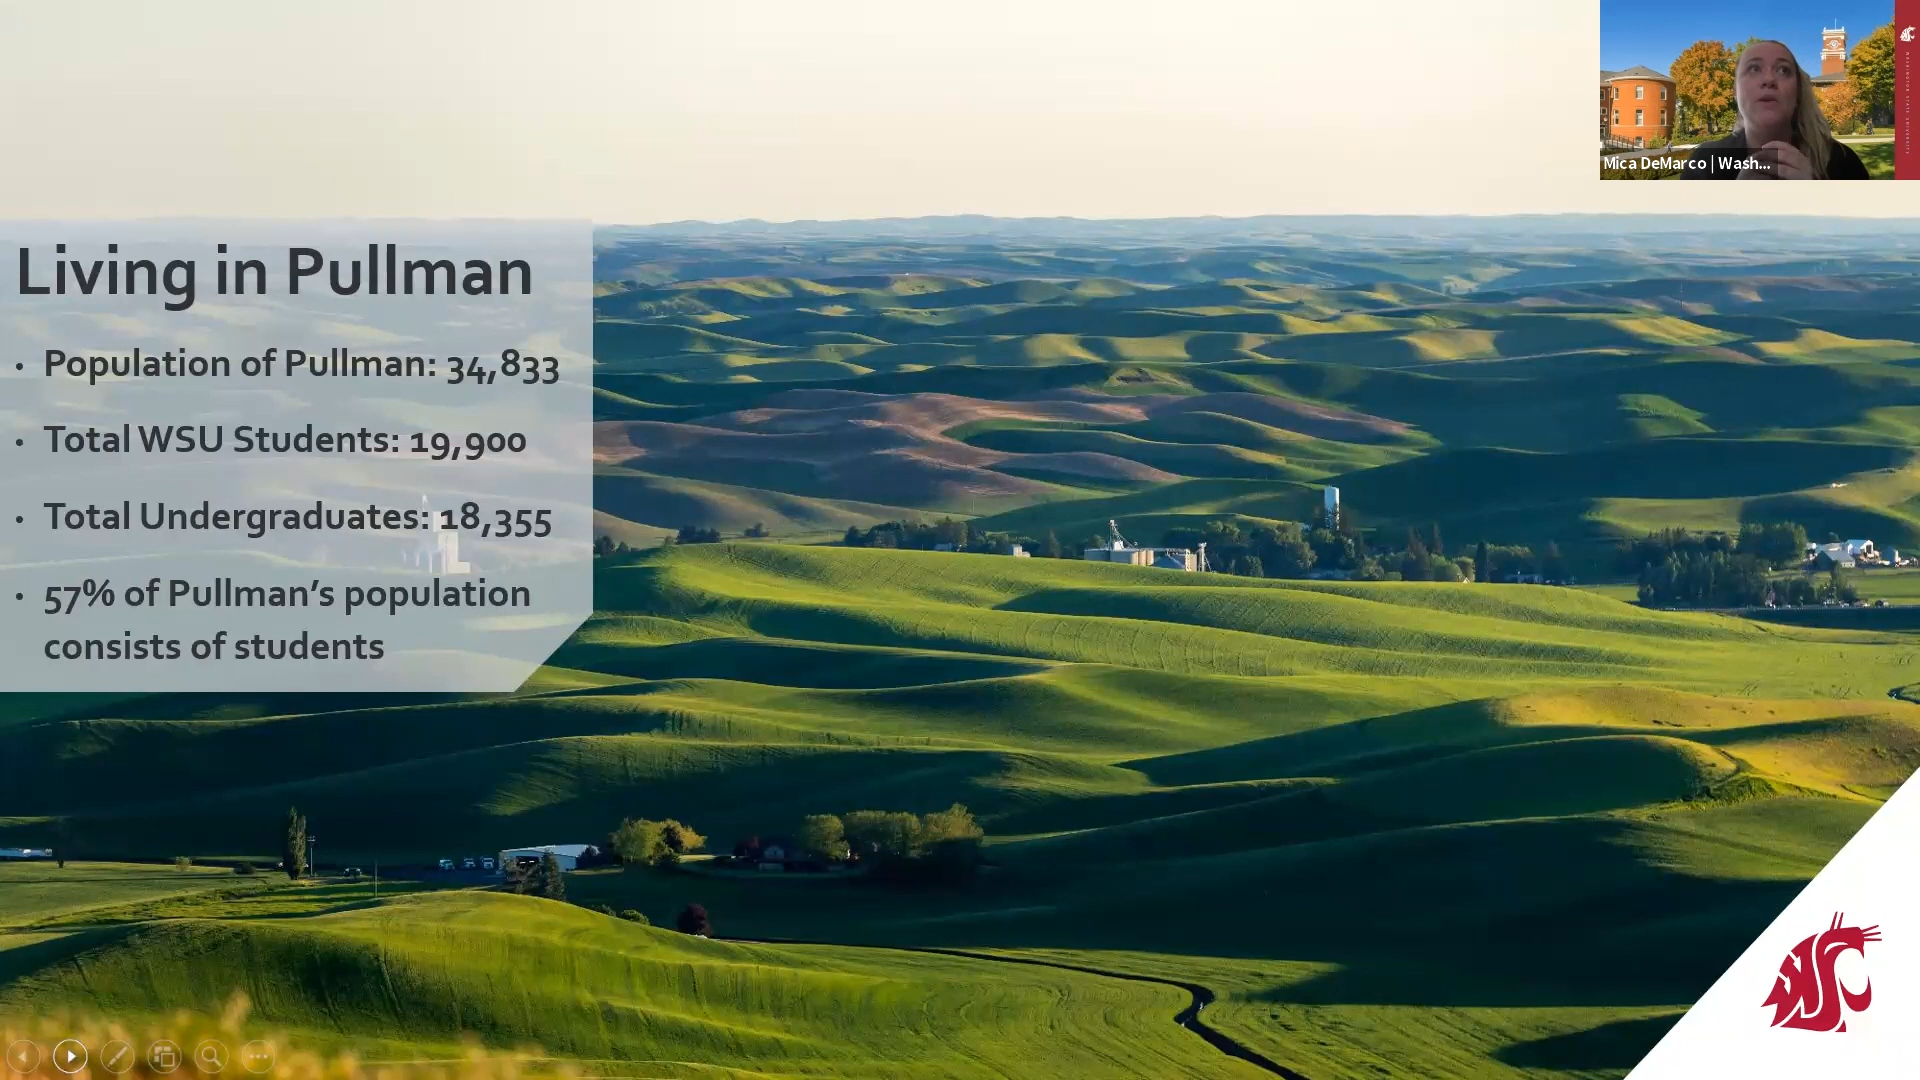 Mica DeMarco | Wash...
Living in Pullman
• Population of Pullman: 34,833
• Total WSU Students: 19,900
• Total Undergraduates: 18,355
• 57% of Pullman’s population
consists of students